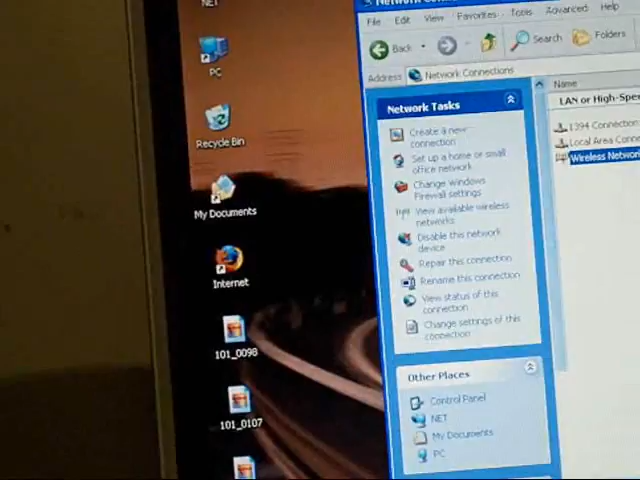 NET
PC
Recycle Bin
My Documents
Internet
101_0098
101_0107
File Edit View Favorites Tools Advanced Help
Back Search Folders
Address Network Connections
Network Tasks
Create a new
connection
Set up a home or small
office network
Change Windows
Firewall settings
View available wireless
networks
Disable this network
device
Repair this connection
Rename this connection
View status of this
connection
Change settings of this
connection
Other Places
Control Panel
NET
My Documents
PC
Name
LAN or High-Spee
1394 Connection
Local Area Conne
Wireless Network